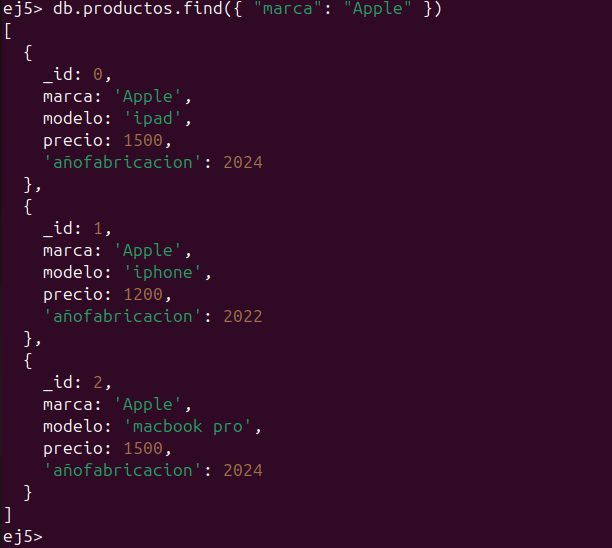 ej5> db.productos.find({ "marca": "Apple" })
[
  {
    _id: 0,
    marca: 'Apple',
    modelo: 'ipad',
    precio: 1500,
    'añofabricacion': 2024
  },
  {
    _id: 1,
    marca: 'Apple',
    modelo: 'iphone',
    precio: 1200,
    'añofabricacion': 2022
  },
  {
    _id: 2,
    marca: 'Apple',
    modelo: 'macbook pro',
    precio: 1500,
    'añofabricacion': 2024
  }
]
ej5>